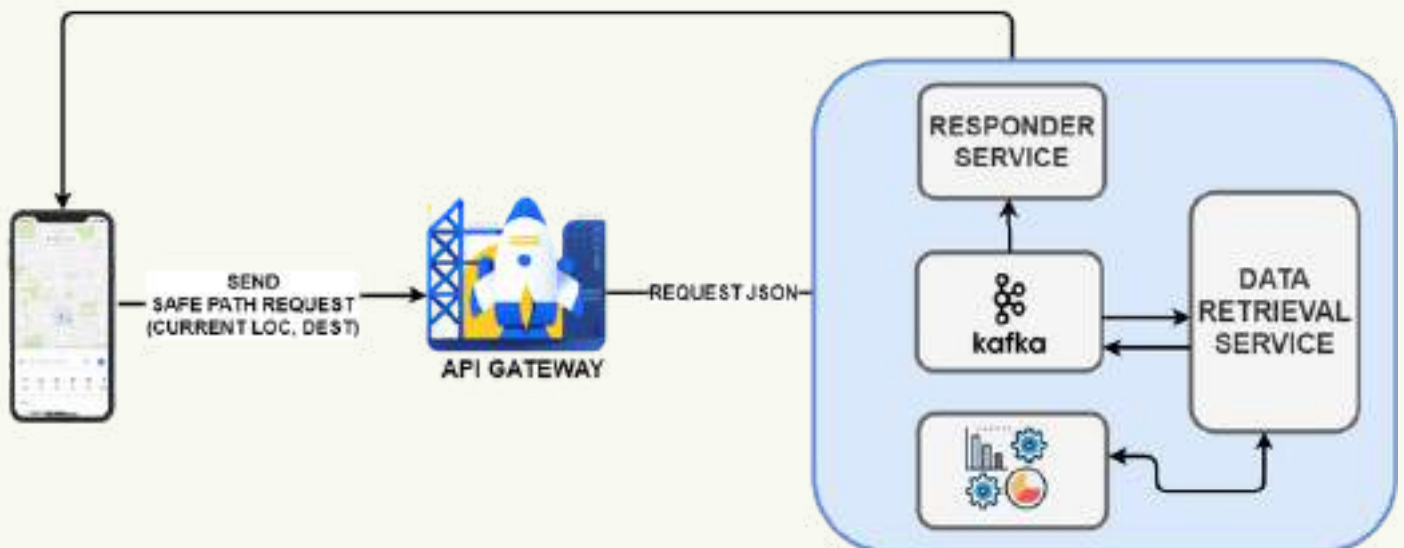 SEND
SAFE PATH REQUEST
(CURRENT LOC, DEST)
API GATEWAY
REQUEST JSON
RESPONDER
SERVICE
kafka
DATA
RETRIEVAL
SERVICE